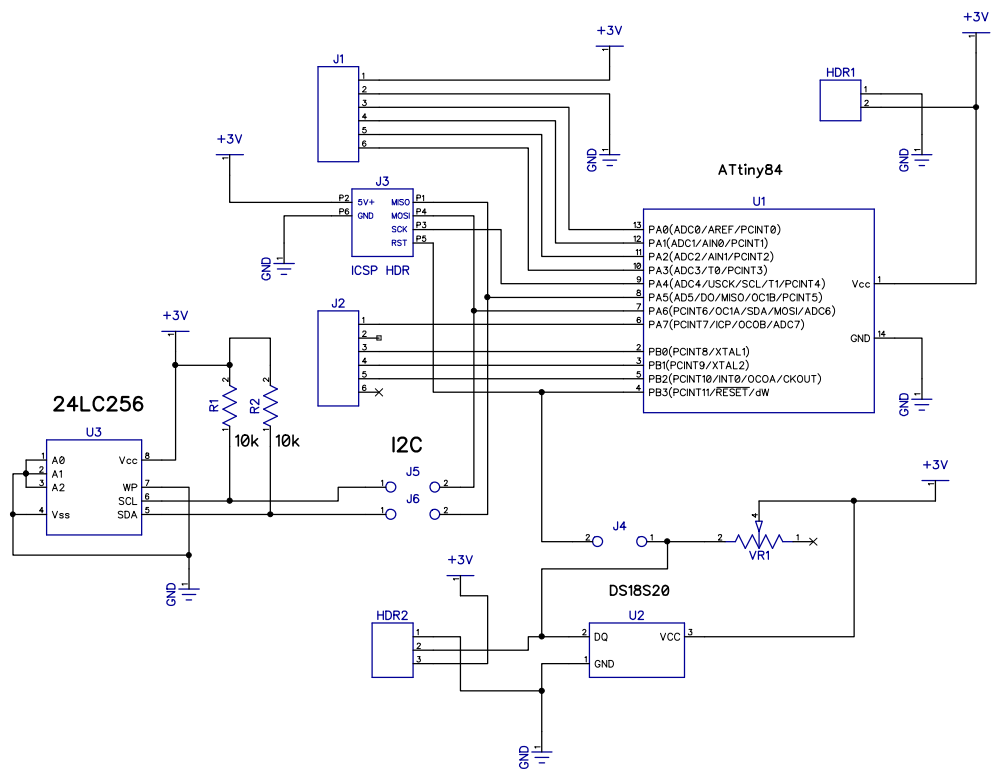 +3V
+3V
J1
1
2
3
4
5
6
GND
HDR1
1
2
GND
+3V
ATtiny84
J3
P2 5V+ MISO P1
P6 GND MOSI P4
SCK P3
RST P5
ICSP HDR
GND
U1
13 PA0(ADC0/AREF/PCINT0)
12 PA1(ADC1/AIN0/PCINT1)
11 PA2(ADC2/AIN1/PCINT2)
10 PA3(ADC3/T0/PCINT3)
9 PA4(ADC4/USCK/SCL/T1/PCINT4)
8 PA5(AD5/DO/MISO/OC1B/PCINT5)
7 PA6(PCINT6/OC1A/SDA/MOSI/ADC6)
6 PA7(PCINT7/ICP/OCOB/ADC7)
2 PB0(PCINT8/XTAL1)
3 PB1(PCINT9/XTAL2)
5 PB2(PCINT10/INT0/OCOA/CKOUT)
4 PB3(PCINT11/RESET/dW
Vcc 1
GND 14
GND
J2
1
2
3
4
5
6
+3V
R1
2
1
10k
R2
2
1
10k
24LC256
U3
1 A0 Vcc 8
2 A1
3 A2 WP 7
SCL 6
4 Vss SDA 5
GND
I2C
J5
1 2
J6
1 2
+3V
J4
2 1
4
2 1
VR1
+3V
DS18S20
U2
2 DQ VCC 3
1 GND
HDR2
1
2
3
GND